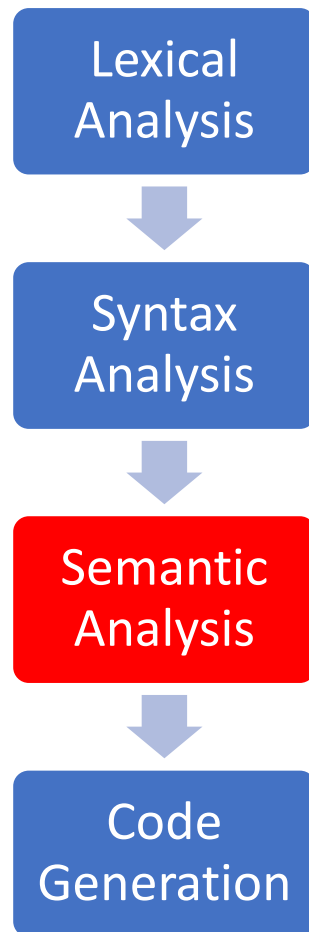 Lexical
Analysis
Syntax
Analysis
Semantic
Analysis
Code
Generation